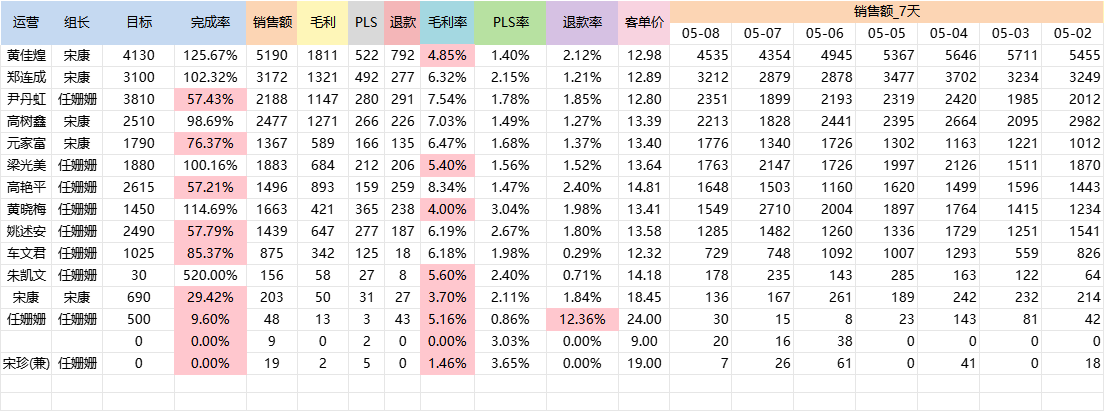 运营 组长 目标 完成率 销售额 毛利 PLS 退款 毛利率 PLS率 退款率 客单价 销售额_7天
05-08 05-07 05-06 05-05 05-04 05-03 05-02
黄佳煌 宋康 4130 125.67% 5190 1811 522 792 4.85% 1.40% 2.12% 12.98 4535 4354 4945 5367 5646 5711 5455
郑连成 宋康 3100 102.32% 3172 1321 492 277 6.32% 2.15% 1.21% 12.89 3212 2879 2878 3477 3702 3234 3249
尹丹虹 任姗姗 3810 57.43% 2188 1147 280 291 7.54% 1.78% 1.85% 12.80 2351 1899 2193 2319 2420 1985 2012
高树鑫 宋康 2510 98.69% 2477 1271 266 226 7.03% 1.49% 1.27% 13.39 2213 1828 2441 2395 2664 2095 2982
元家富 宋康 1790 76.37% 1367 589 166 135 6.47% 1.68% 1.37% 13.40 1776 1340 1726 1302 1163 1221 1012
梁光美 任姗姗 1880 100.16% 1883 684 212 206 5.40% 1.56% 1.52% 13.64 1763 2147 1726 1997 2126 1511 1870
高艳平 任姗姗 2615 57.21% 1496 893 159 259 8.34% 1.47% 2.40% 14.81 1648 1503 1160 1620 1499 1596 1443
黄晓梅 任姗姗 1450 114.69% 1663 421 365 238 4.00% 3.04% 1.98% 13.41 1549 2710 2004 1897 1764 1415 1234
姚述安 任姗姗 2490 57.79% 1439 647 277 187 6.19% 2.67% 1.80% 13.58 1285 1482 1260 1336 1729 1251 1541
车文君 任姗姗 1025 85.37% 875 342 125 18 6.18% 1.98% 0.29% 12.32 729 748 1092 1007 1293 559 826
朱凯文 任姗姗 30 520.00% 156 58 27 8 5.60% 2.40% 0.71% 14.18 178 235 143 285 163 122 64
宋康 宋康 690 29.42% 203 50 31 27 3.70% 2.11% 1.84% 18.45 136 167 261 189 242 232 214
任姗姗 任姗姗 500 9.60% 48 13 3 43 5.16% 0.86% 12.36% 24.00 30 15 8 23 143 81 42
0 0.00% 9 0 2 0 0.00% 3.03% 0.00% 9.00 20 16 38 0 0 0 0
宋珍(兼) 任姗姗 0 0.00% 19 2 5 0 1.46% 3.65% 0.00% 19.00 7 26 61 0 41 0 18